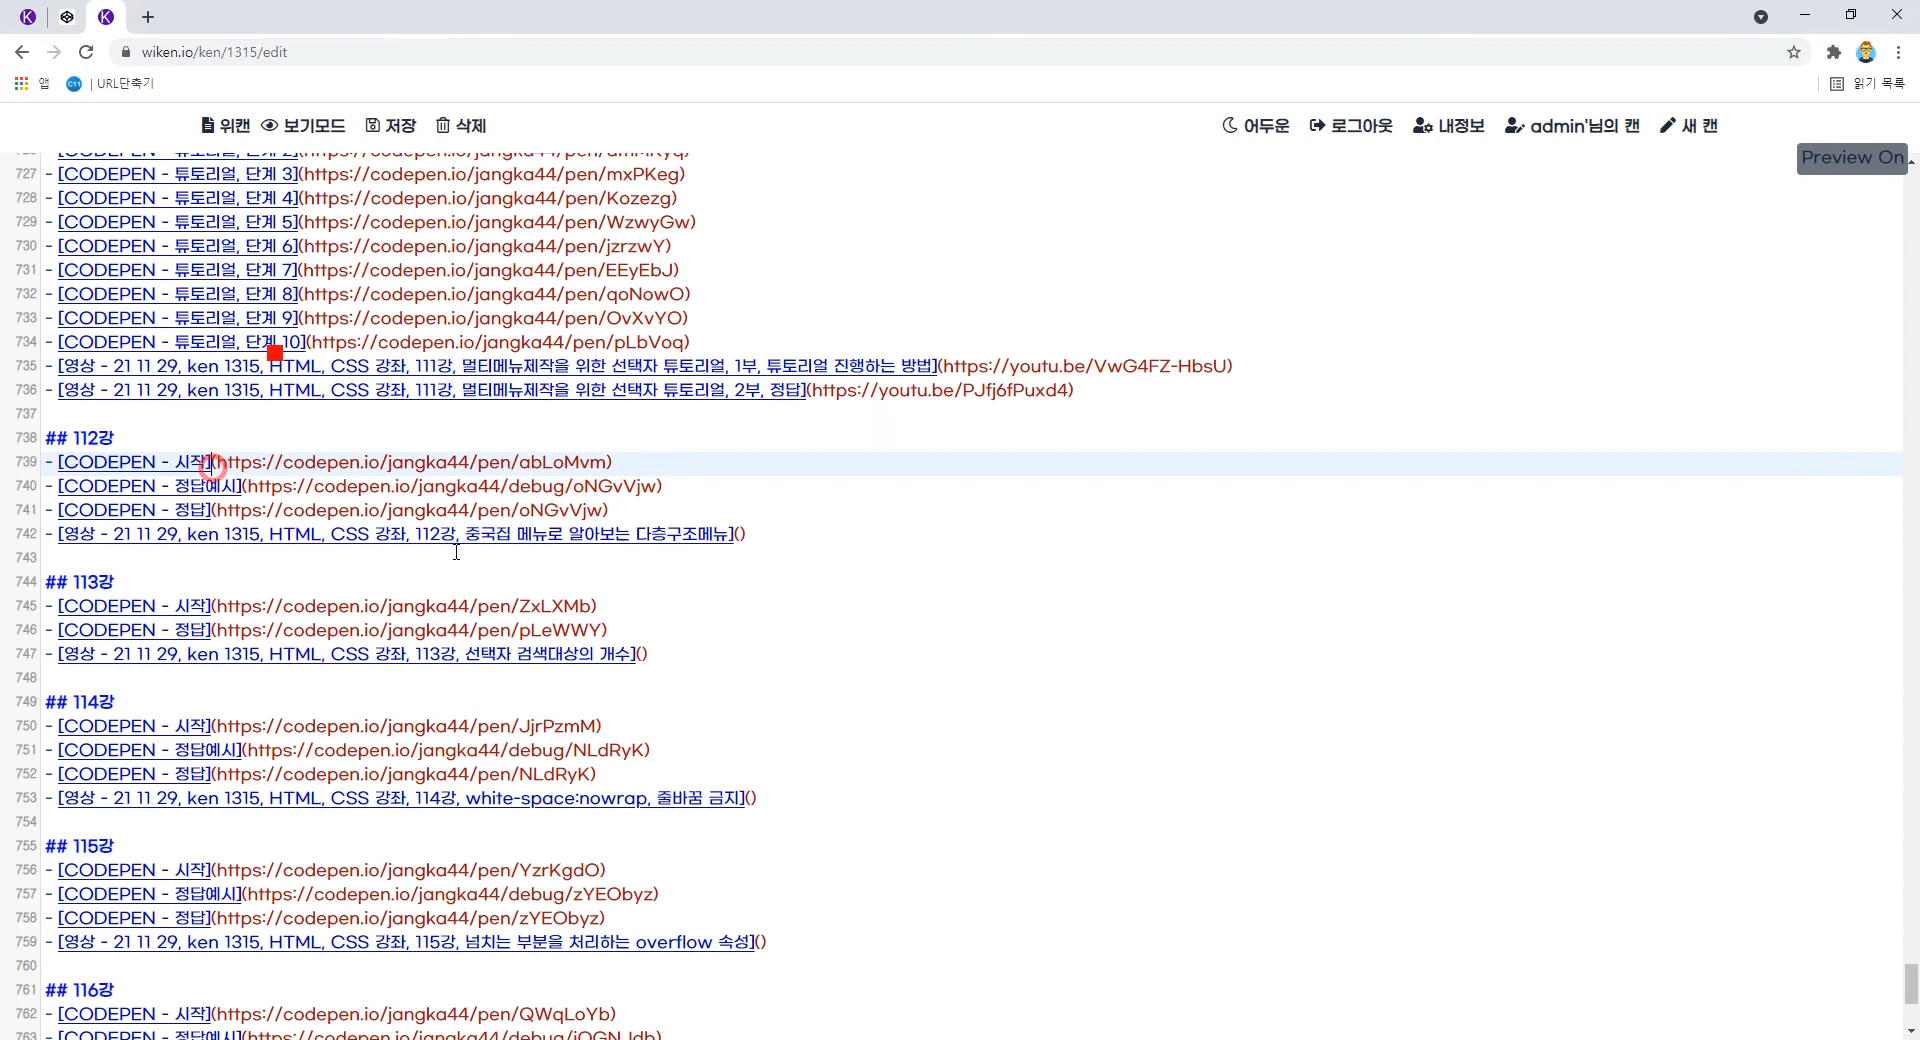 wiken.io/ken/1315/edit
앱 | URL단축기 읽기 목록
위캔 보기모드 저장 삭제 어두운 로그아웃 내정보 admin'님의 캔 새 캔
Preview On
727 - [CODEPEN - 튜토리얼, 단계 3](https://codepen.io/jangka44/pen/mxPKeg)
728 - [CODEPEN - 튜토리얼, 단계 4](https://codepen.io/jangka44/pen/Kozezg)
729 - [CODEPEN - 튜토리얼, 단계 5](https://codepen.io/jangka44/pen/WzwyGw)
730 - [CODEPEN - 튜토리얼, 단계 6](https://codepen.io/jangka44/pen/jzrzwY)
731 - [CODEPEN - 튜토리얼, 단계 7](https://codepen.io/jangka44/pen/EEyEbJ)
732 - [CODEPEN - 튜토리얼, 단계 8](https://codepen.io/jangka44/pen/qoNowO)
733 - [CODEPEN - 튜토리얼, 단계 9](https://codepen.io/jangka44/pen/OvXvYO)
734 - [CODEPEN - 튜토리얼, 단계 10](https://codepen.io/jangka44/pen/pLbVoq)
735 - [영상 - 21 11 29, ken 1315, HTML, CSS 강좌, 111강, 멀티메뉴제작을 위한 선택자 튜토리얼, 1부, 튜토리얼 진행하는 방법](https://youtu.be/VwG4FZ-HbsU)
736 - [영상 - 21 11 29, ken 1315, HTML, CSS 강좌, 111강, 멀티메뉴제작을 위한 선택자 튜토리얼, 2부, 정답](https://youtu.be/PJfj6fPuxd4)
737
738 ## 112강
739 - [CODEPEN - 시작](https://codepen.io/jangka44/pen/abLoMvm)
740 - [CODEPEN - 정답예시](https://codepen.io/jangka44/debug/oNGvVjw)
741 - [CODEPEN - 정답](https://codepen.io/jangka44/pen/oNGvVjw)
742 - [영상 - 21 11 29, ken 1315, HTML, CSS 강좌, 112강, 중국집 메뉴로 알아보는 다층구조메뉴]()
743
744 ## 113강
745 - [CODEPEN - 시작](https://codepen.io/jangka44/pen/ZxLXMb)
746 - [CODEPEN - 정답](https://codepen.io/jangka44/pen/pLeWWY)
747 - [영상 - 21 11 29, ken 1315, HTML, CSS 강좌, 113강, 선택자 검색대상의 개수]()
748
749 ## 114강
750 - [CODEPEN - 시작](https://codepen.io/jangka44/pen/JjrPzmM)
751 - [CODEPEN - 정답예시](https://codepen.io/jangka44/debug/NLdRyK)
752 - [CODEPEN - 정답](https://codepen.io/jangka44/pen/NLdRyK)
753 - [영상 - 21 11 29, ken 1315, HTML, CSS 강좌, 114강, white-space:nowrap, 줄바꿈 금지]()
754
755 ## 115강
756 - [CODEPEN - 시작](https://codepen.io/jangka44/pen/YzrKgdO)
757 - [CODEPEN - 정답예시](https://codepen.io/jangka44/debug/zYEObyz)
758 - [CODEPEN - 정답](https://codepen.io/jangka44/pen/zYEObyz)
759 - [영상 - 21 11 29, ken 1315, HTML, CSS 강좌, 115강, 넘치는 부분을 처리하는 overflow 속성]()
760
761 ## 116강
762 - [CODEPEN - 시작](https://codepen.io/jangka44/pen/QWqLoYb)